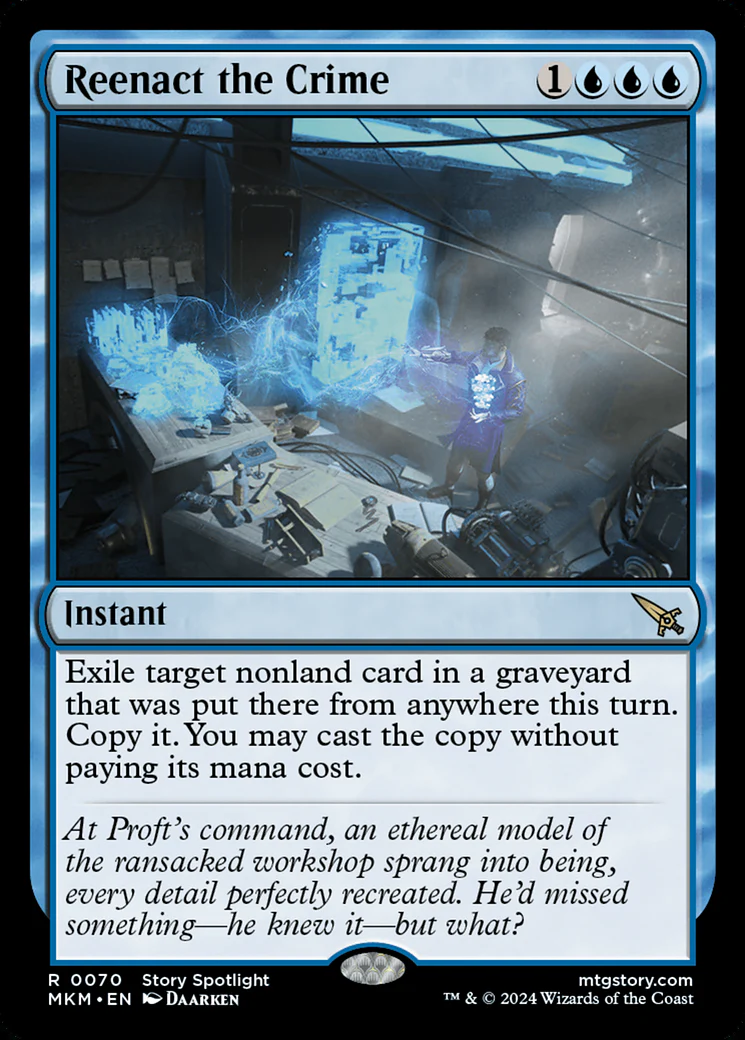 Reenact the Crime 1
Instant
Exile target nonland card in a graveyard
that was put there from anywhere this turn.
Copy it. You may cast the copy without
paying its mana cost.
At Proft's command, an ethereal model of
the ransacked workshop sprang into being,
every detail perfectly recreated. He'd missed
something—he knew it—but what?
R 0070 Story Spotlight mtgstory.com
MKM • EN DAARKEN ™ & © 2024 Wizards of the Coast